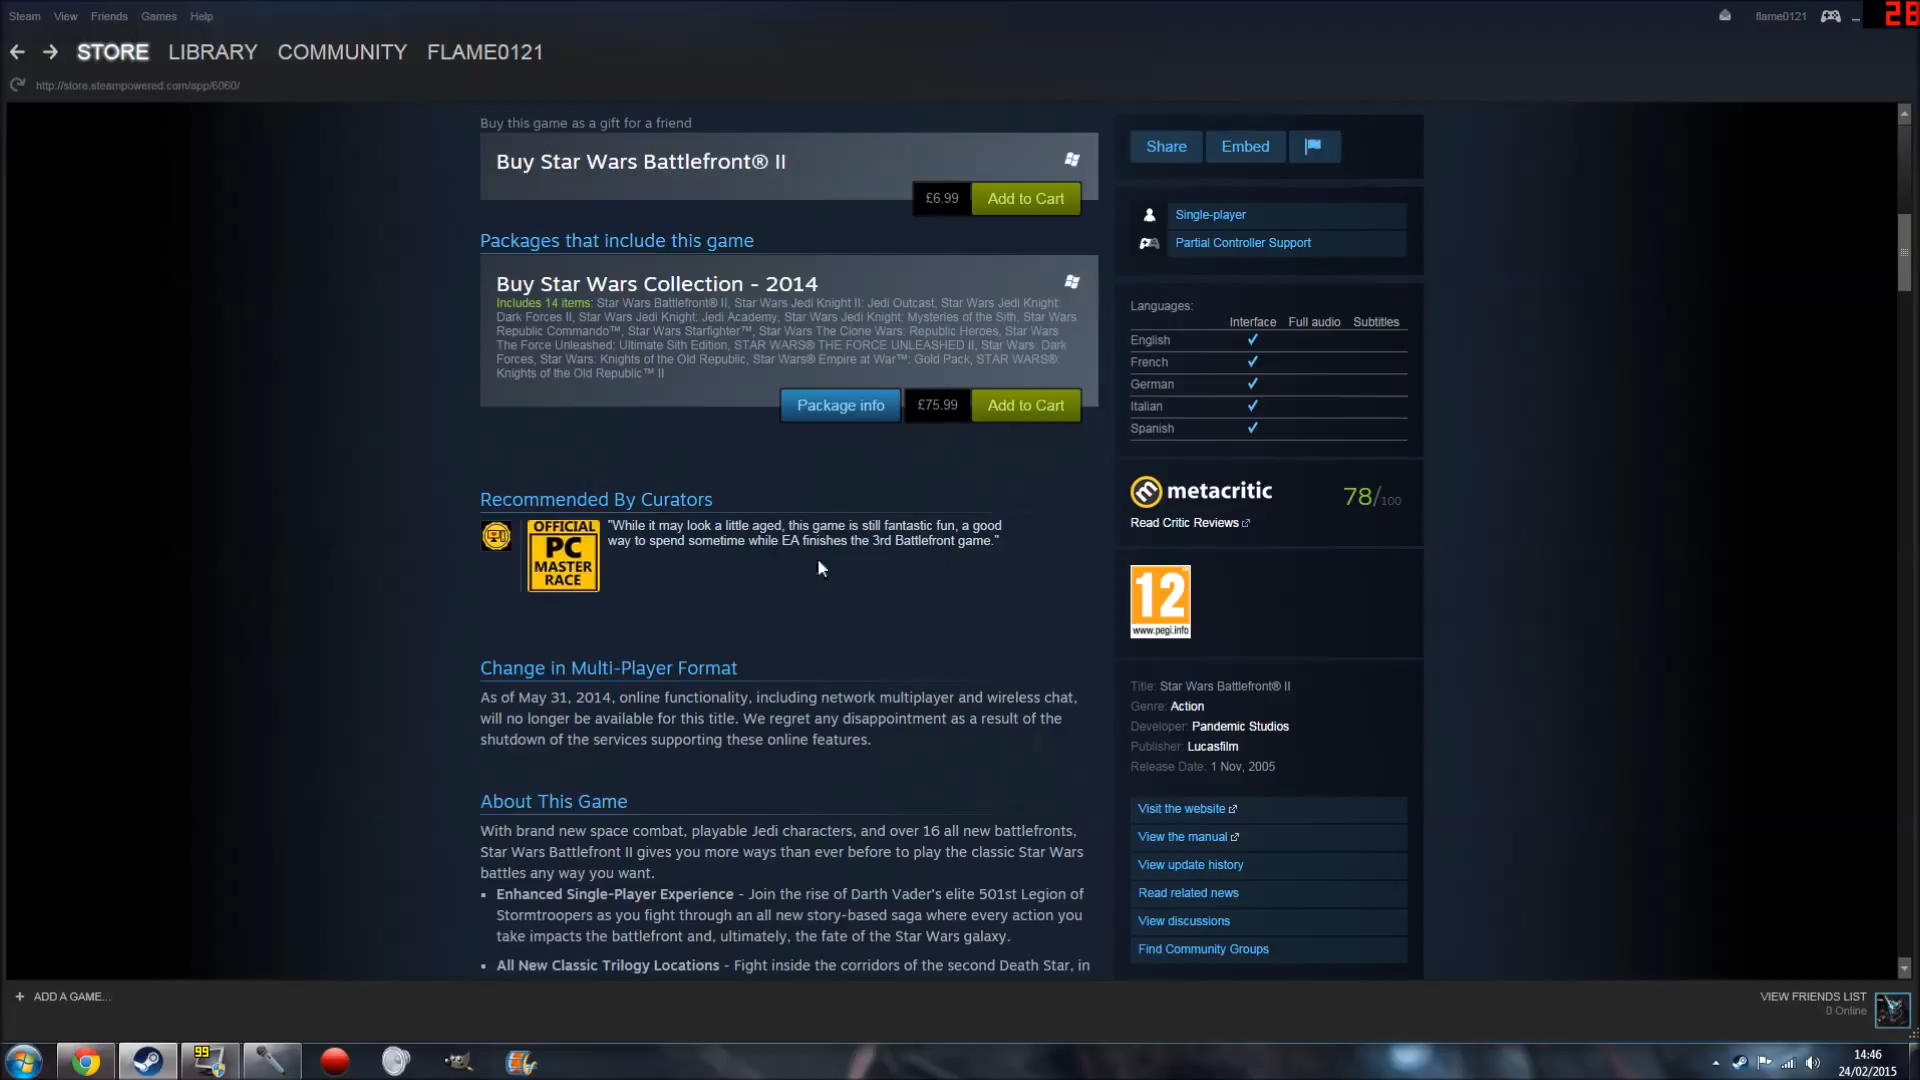 Steam View Friends Games Help
flame0121
28
STORE LIBRARY COMMUNITY FLAME0121
http://store.steampowered.com/app/6060/
Buy this game as a gift for a friend
Buy Star Wars Battlefront® II
£6.99 Add to Cart
Packages that include this game
Buy Star Wars Collection - 2014
Includes 14 items: Star Wars Battlefront® II, Star Wars Jedi Knight II: Jedi Outcast, Star Wars Jedi Knight:
Dark Forces II, Star Wars Jedi Knight: Jedi Academy, Star Wars Jedi Knight: Mysteries of the Sith, Star Wars
Republic Commando™, Star Wars Starfighter™, Star Wars The Clone Wars: Republic Heroes, Star Wars
The Force Unleashed: Ultimate Sith Edition, STAR WARS® THE FORCE UNLEASHED II, Star Wars: Dark
Forces, Star Wars: Knights of the Old Republic, Star Wars® Empire at War™: Gold Pack, STAR WARS®:
Knights of the Old Republic™ II
Package info £75.99 Add to Cart
Recommended By Curators
OFFICIAL
PC
MASTER
RACE
"While it may look a little aged, this game is still fantastic fun, a good
way to spend sometime while EA finishes the 3rd Battlefront game."
Change in Multi-Player Format
As of May 31, 2014, online functionality, including network multiplayer and wireless chat,
will no longer be available for this title. We regret any disappointment as a result of the
shutdown of the services supporting these online features.
About This Game
With brand new space combat, playable Jedi characters, and over 16 all new battlefronts,
Star Wars Battlefront II gives you more ways than ever before to play the classic Star Wars
battles any way you want.
Enhanced Single-Player Experience - Join the rise of Darth Vader's elite 501st Legion of
Stormtroopers as you fight through an all new story-based saga where every action you
take impacts the battlefront and, ultimately, the fate of the Star Wars galaxy.
All New Classic Trilogy Locations - Fight inside the corridors of the second Death Star, in
Share Embed
Single-player
Partial Controller Support
Languages:
Interface Full audio Subtitles
English
French
German
Italian
Spanish
metacritic 78/100
Read Critic Reviews
12
www.pegi.info
Title: Star Wars Battlefront® II
Genre: Action
Developer: Pandemic Studios
Publisher: Lucasfilm
Release Date: 1 Nov, 2005
Visit the website
View the manual
View update history
Read related news
View discussions
Find Community Groups
+ ADD A GAME...
VIEW FRIENDS LIST
0 Online
99
14:46
24/02/2015